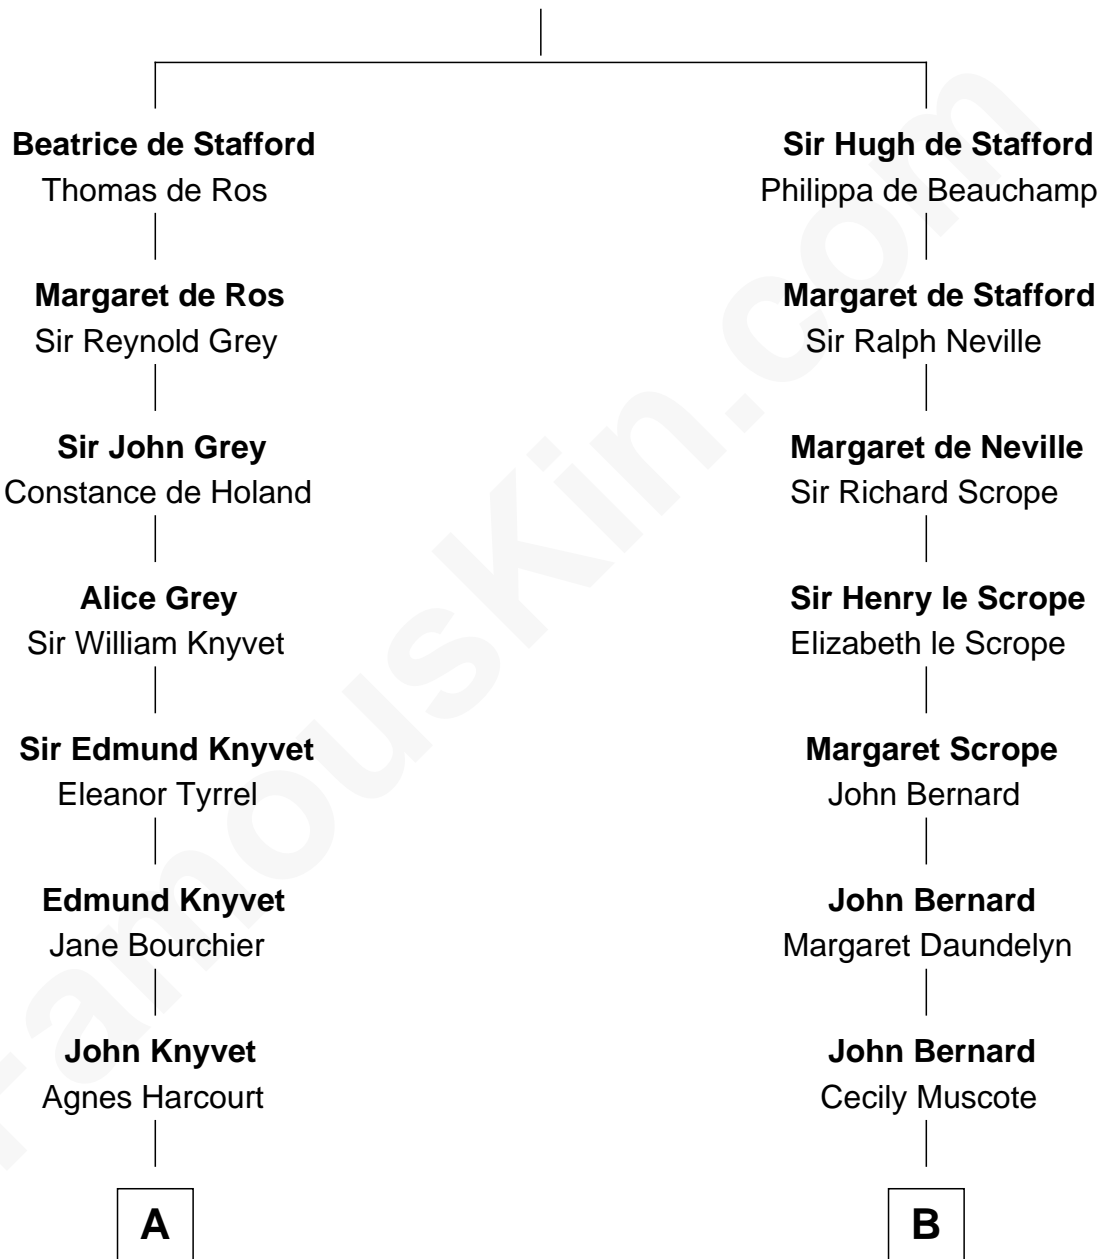 Beatrice de Stafford
Thomas de Ros
Margaret de Ros
Sir Reynold Grey
Sir John Grey
Constance de Holand
Alice Grey
Sir William Knyvet
Sir Edmund Knyvet
Eleanor Tyrrel
Edmund Knyvet
Jane Bourchier
John Knyvet
Agnes Harcourt
A
Sir Hugh de Stafford
Philippa de Beauchamp
Margaret de Stafford
Sir Ralph Neville
Margaret de Neville
Sir Richard Scrope
Sir Henry le Scrope
Elizabeth le Scrope
Margaret Scrope
John Bernard
John Bernard
Margaret Daundelyn
John Bernard
Cecily Muscote
B
FamousKin.com